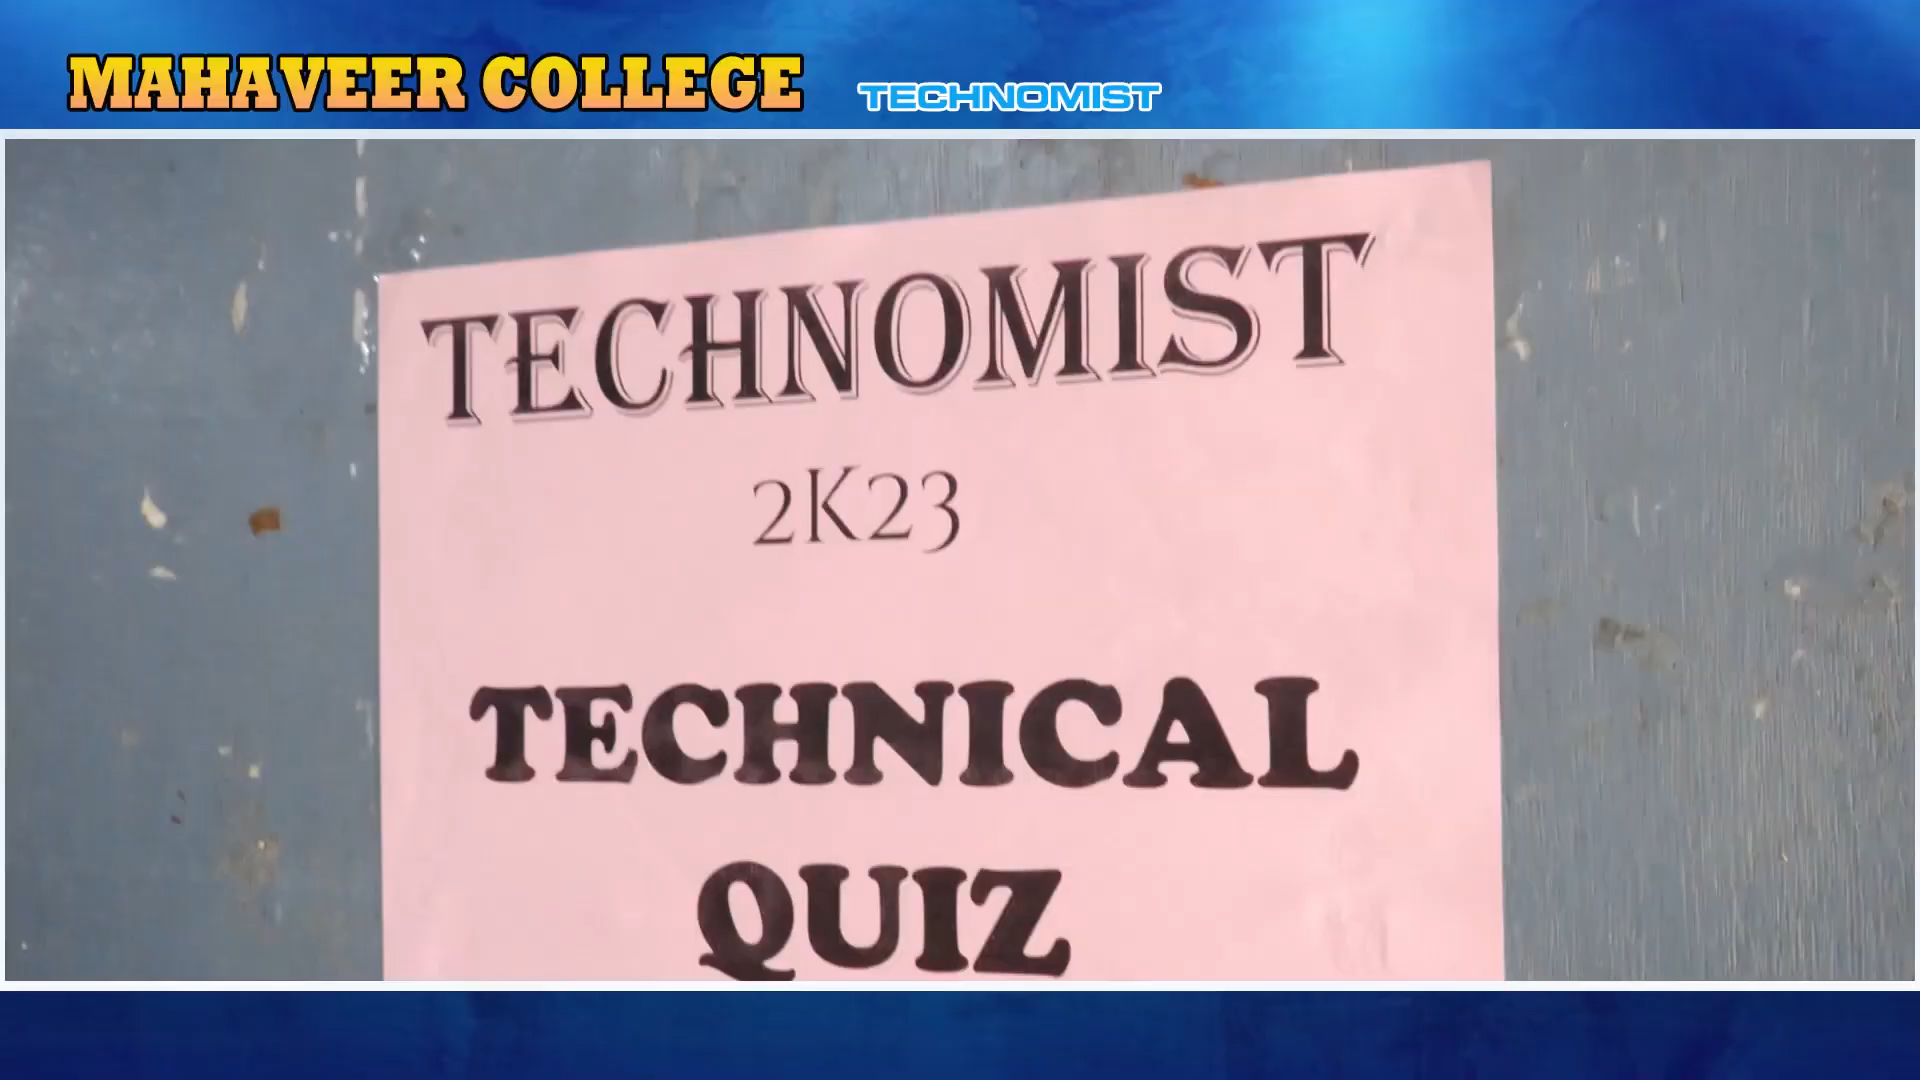 MAHAVEER COLLEGE TECHNOMIST
TECHNOMIST
2K23
TECHNICAL
QUIZ